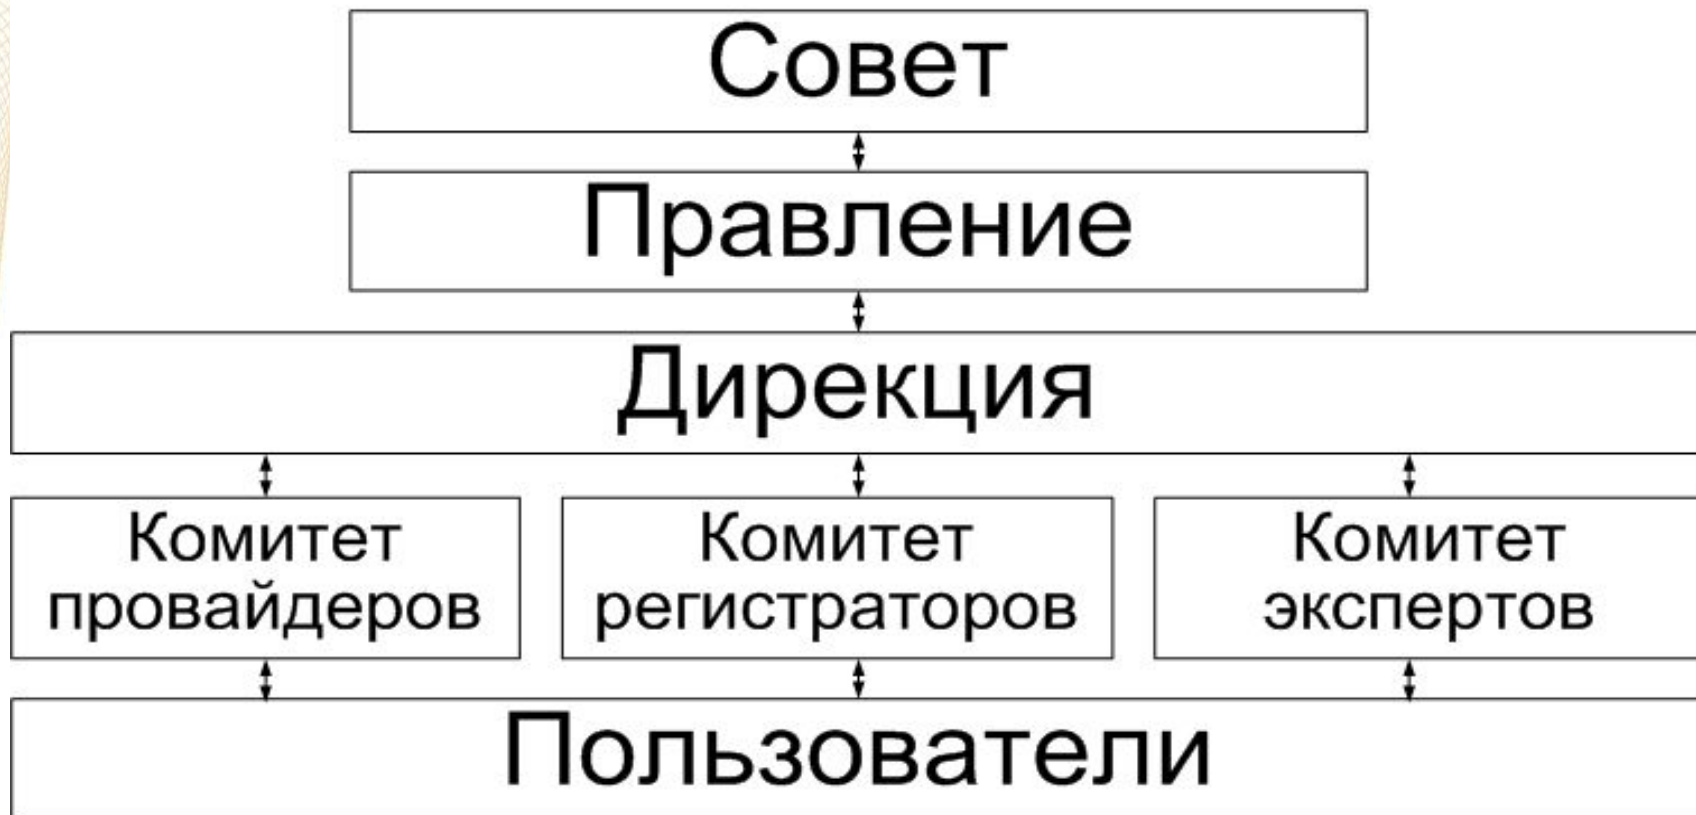 Совет
Правление
Дирекция
Комитет
провайдеров
Комитет
регистраторов
Комитет
экспертов
Пользователи